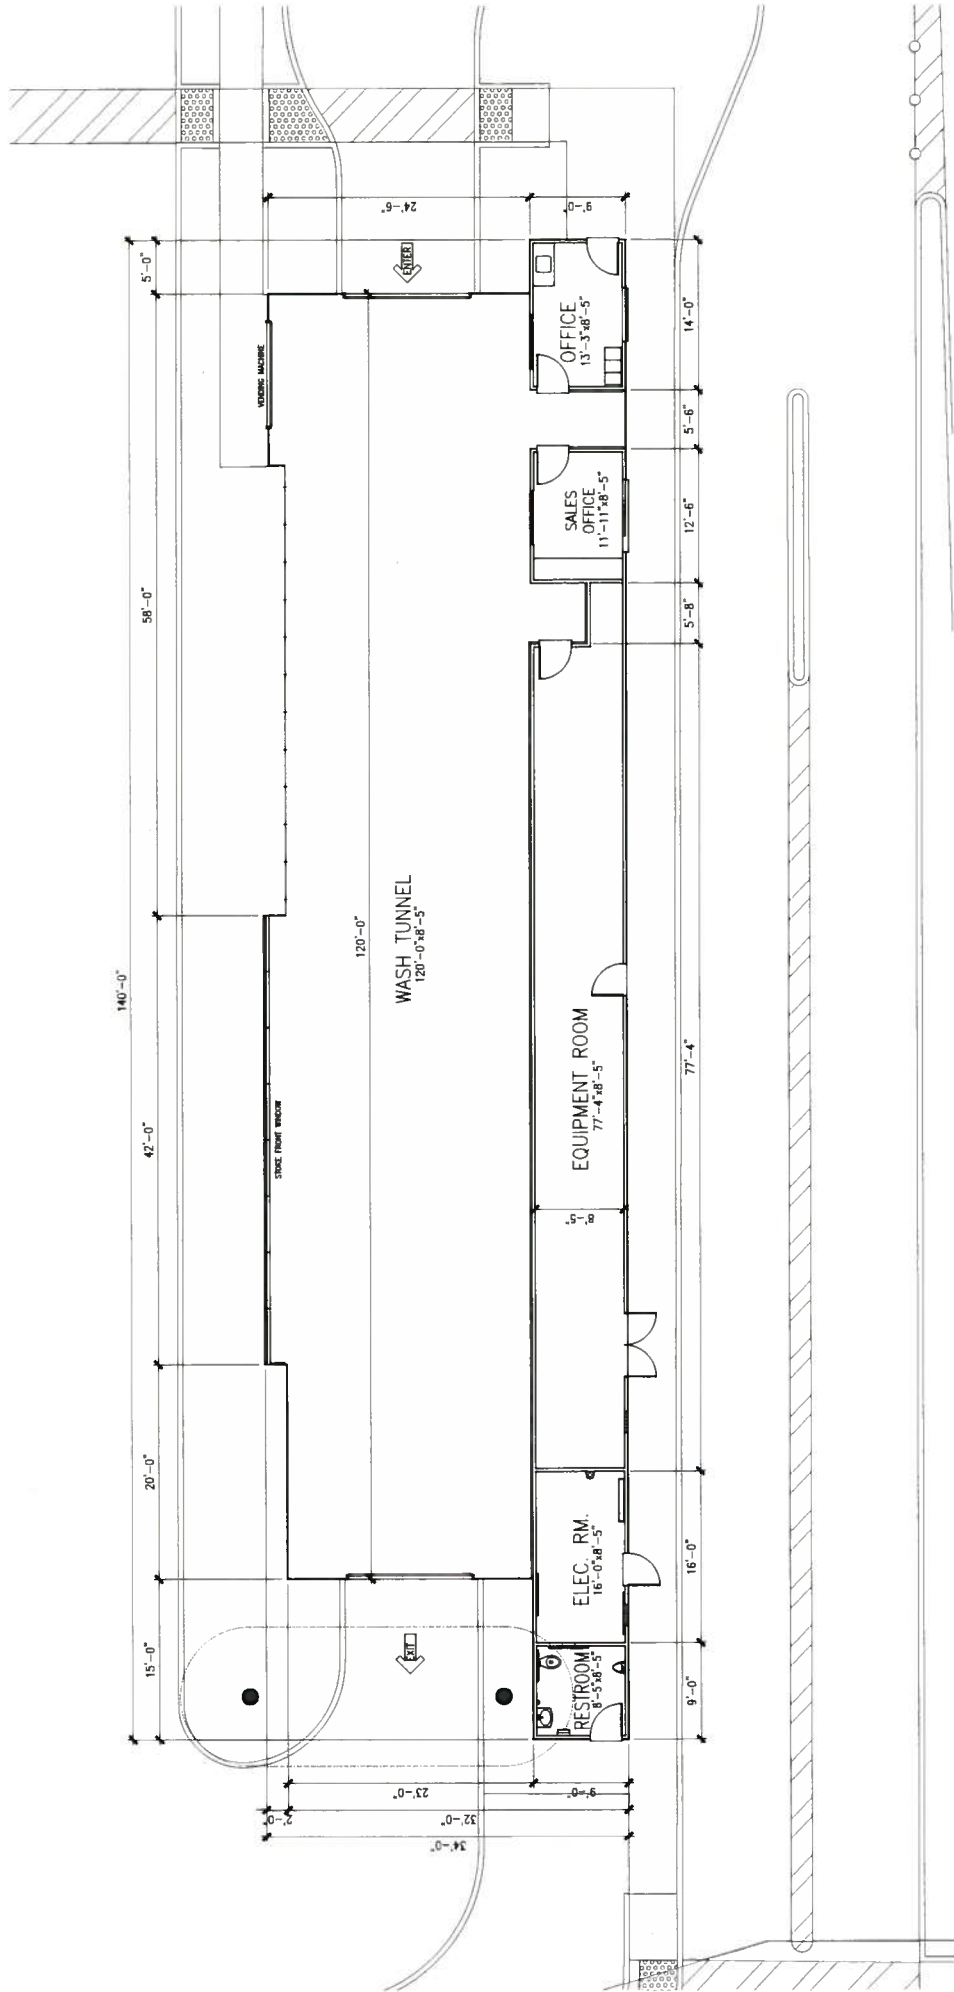 140'-0"
5'-0"
58'-0"
42'-0"
20'-0"
15'-0"
24'-6"
9'-0"
ENTER
VENDING MACHINE
STORE FRONT WINDOW
120'-0"
WASH TUNNEL
120'-0"x8'-5"
OFFICE
13'-3"x8'-5"
SALES
OFFICE
11'-11"x8'-5"
EQUIPMENT ROOM
77'-4"x8'-5"
8'-5"
ELEC. RM.
16'-0"x8'-5"
RESTROOM
8'-5"x8'-5"
EXIT
14'-0"
5'-6"
12'-6"
5'-8"
77'-4"
16'-0"
9'-0"
23'-0"
9'-0"
2'-0"
32'-0"
34'-0"